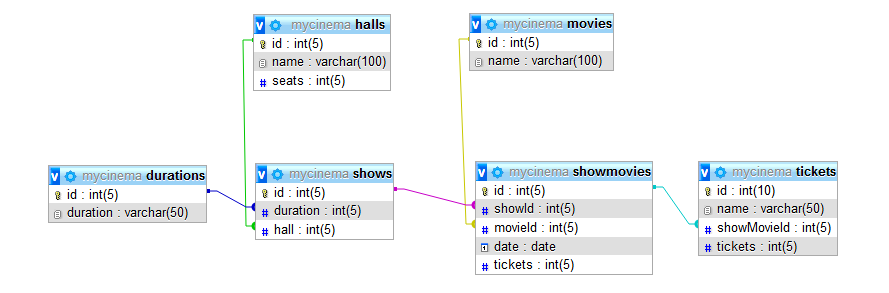 v mycinema halls
id : int(5)
name : varchar(100)
# seats : int(5)
v mycinema movies
id : int(5)
name : varchar(100)
v mycinema durations
id : int(5)
duration : varchar(50)
v mycinema shows
id : int(5)
# duration : int(5)
# hall : int(5)
v mycinema showmovies
id : int(5)
# showId : int(5)
# movieId : int(5)
date : date
# tickets : int(5)
v mycinema tickets
id : int(10)
name : varchar(50)
# showMovieId : int(5)
# tickets : int(5)